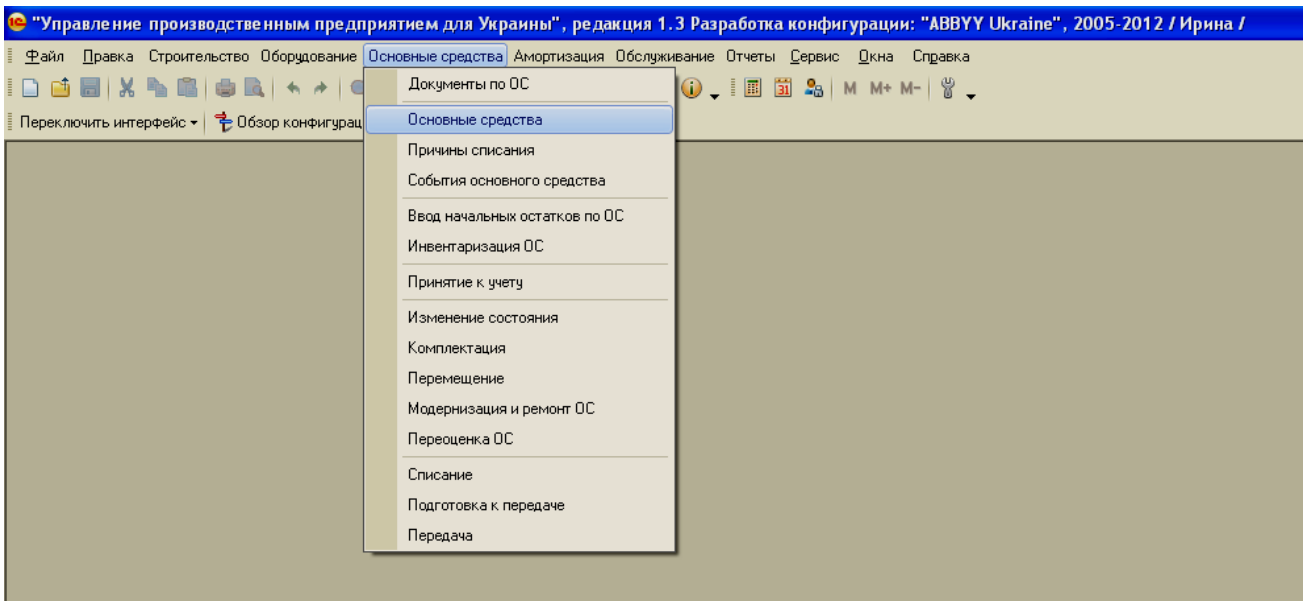 "Управление производственным предприятием для Украины", редакция 1.3 Разработка конфигурации: "ABBYY Ukraine", 2005-2012 / Ирина /
Файл Правка Строительство Оборудование Основные средства Амортизация Обслуживание Отчеты Сервис Окна Справка
M M+ M-
Переключить интерфейс Обзор конфигурац
Документы по ОС
Основные средства
Причины списания
События основного средства
Ввод начальных остатков по ОС
Инвентаризация ОС
Принятие к учету
Изменение состояния
Комплектация
Перемещение
Модернизация и ремонт ОС
Переоценка ОС
Списание
Подготовка к передаче
Передача